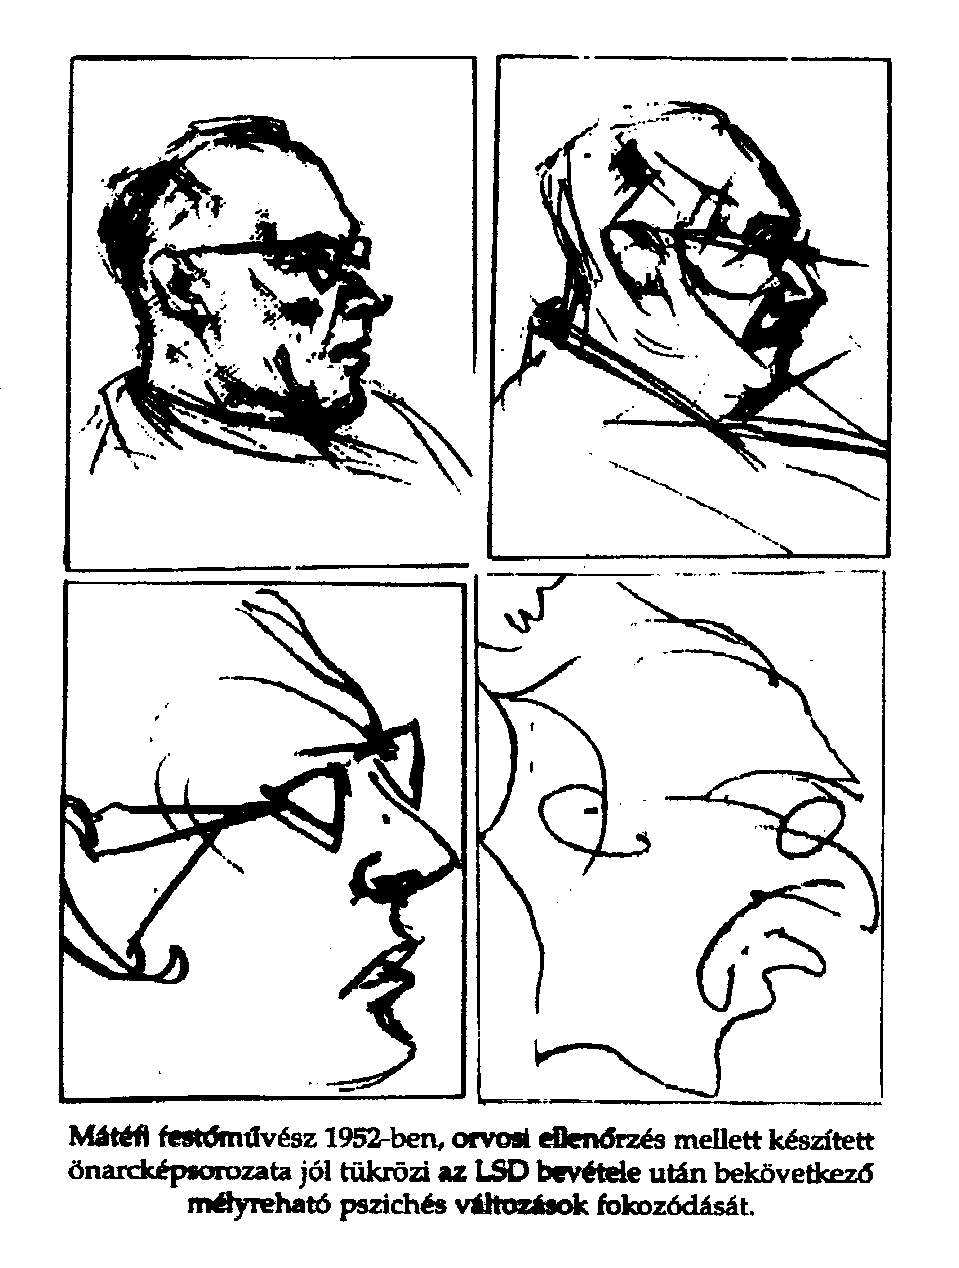 Mátéfi festőművész 1952-ben, orvosi ellenőrzés mellett készített
önarcképsorozata jól tükrözi az LSD bevétele után bekövetkező
mélyreható pszichés változások fokozódását.